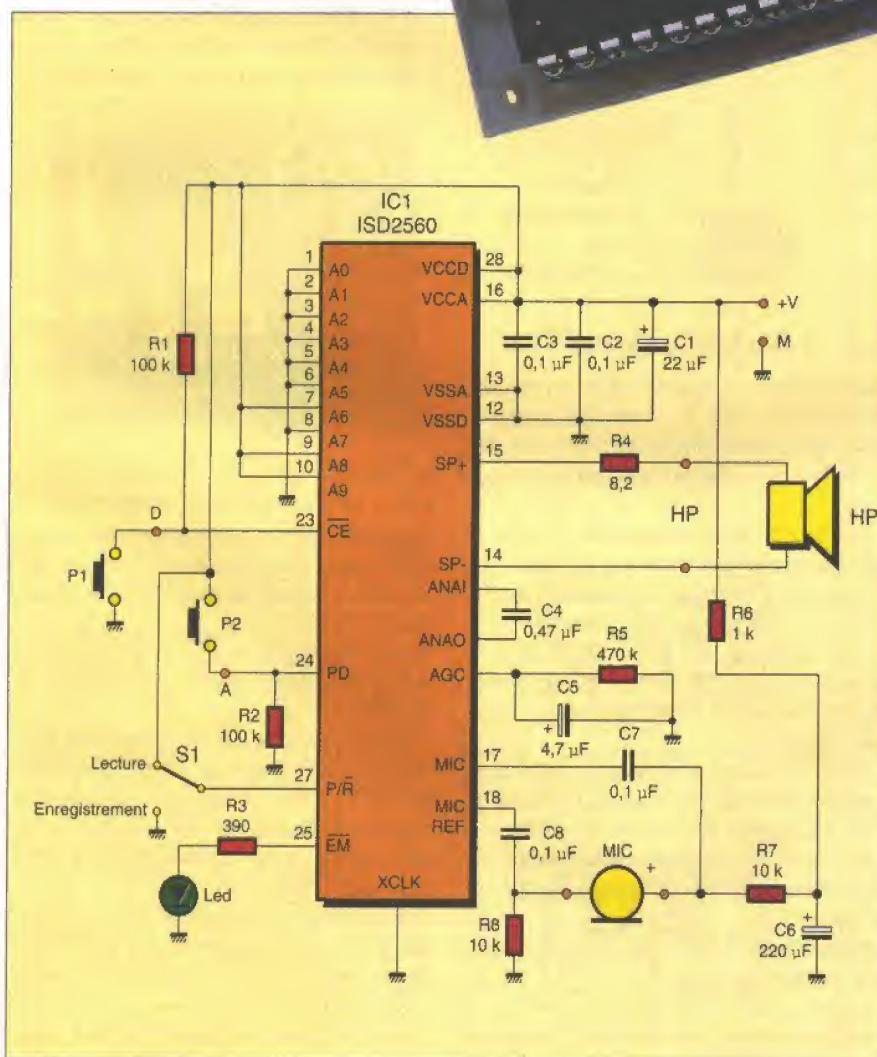 IC1
ISD2560
1 A0
2 A1
3 A2
4 A3
5 A4
6 A5
7 A6
8 A7
9 A8
10 A9
VCCD 28
VCCA 16
VSSA 13
VSSD 12
SP+ 15
SP- 14
ANAI
ANAO
AGC
MIC 17
MIC 18
REF
23 CE
24 PD
27 P/R
25 EM
XCLK
R1
100 k
D
P1
P2
A
R2
100 k
S1
Lecture
Enregistrement
R3
390
Led
C3
0,1 µF
C2
0,1 µF
+
C1
22 µF
+V
M
R4
8,2
HP
HP
C4
0,47 µF
R6
1 k
R5
470 k
C5
+
4,7 µF
C7
0,1 µF
C8
0,1 µF
MIC
+
R7
10 k
R8
10 k
+
C6
220 µF